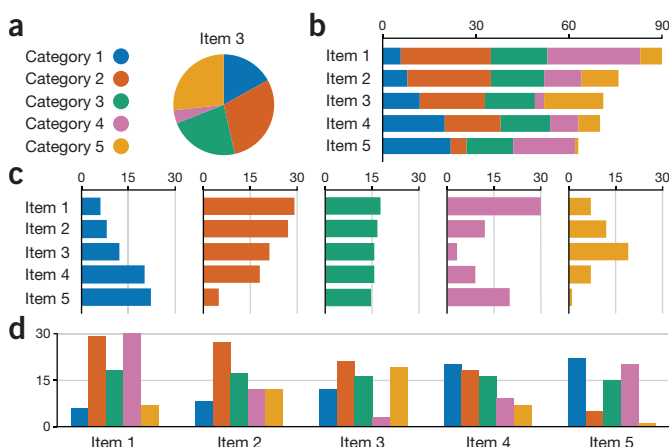 a
Item 3
Category 1
Category 2
Category 3
Category 4
Category 5
b
0 30 60 90
Item 1
Item 2
Item 3
Item 4
Item 5
c
0 15 30 0 15 30 0 15 30 0 15 30 0 15 30
Item 1
Item 2
Item 3
Item 4
Item 5
d
30
15
0
Item 1 Item 2 Item 3 Item 4 Item 5